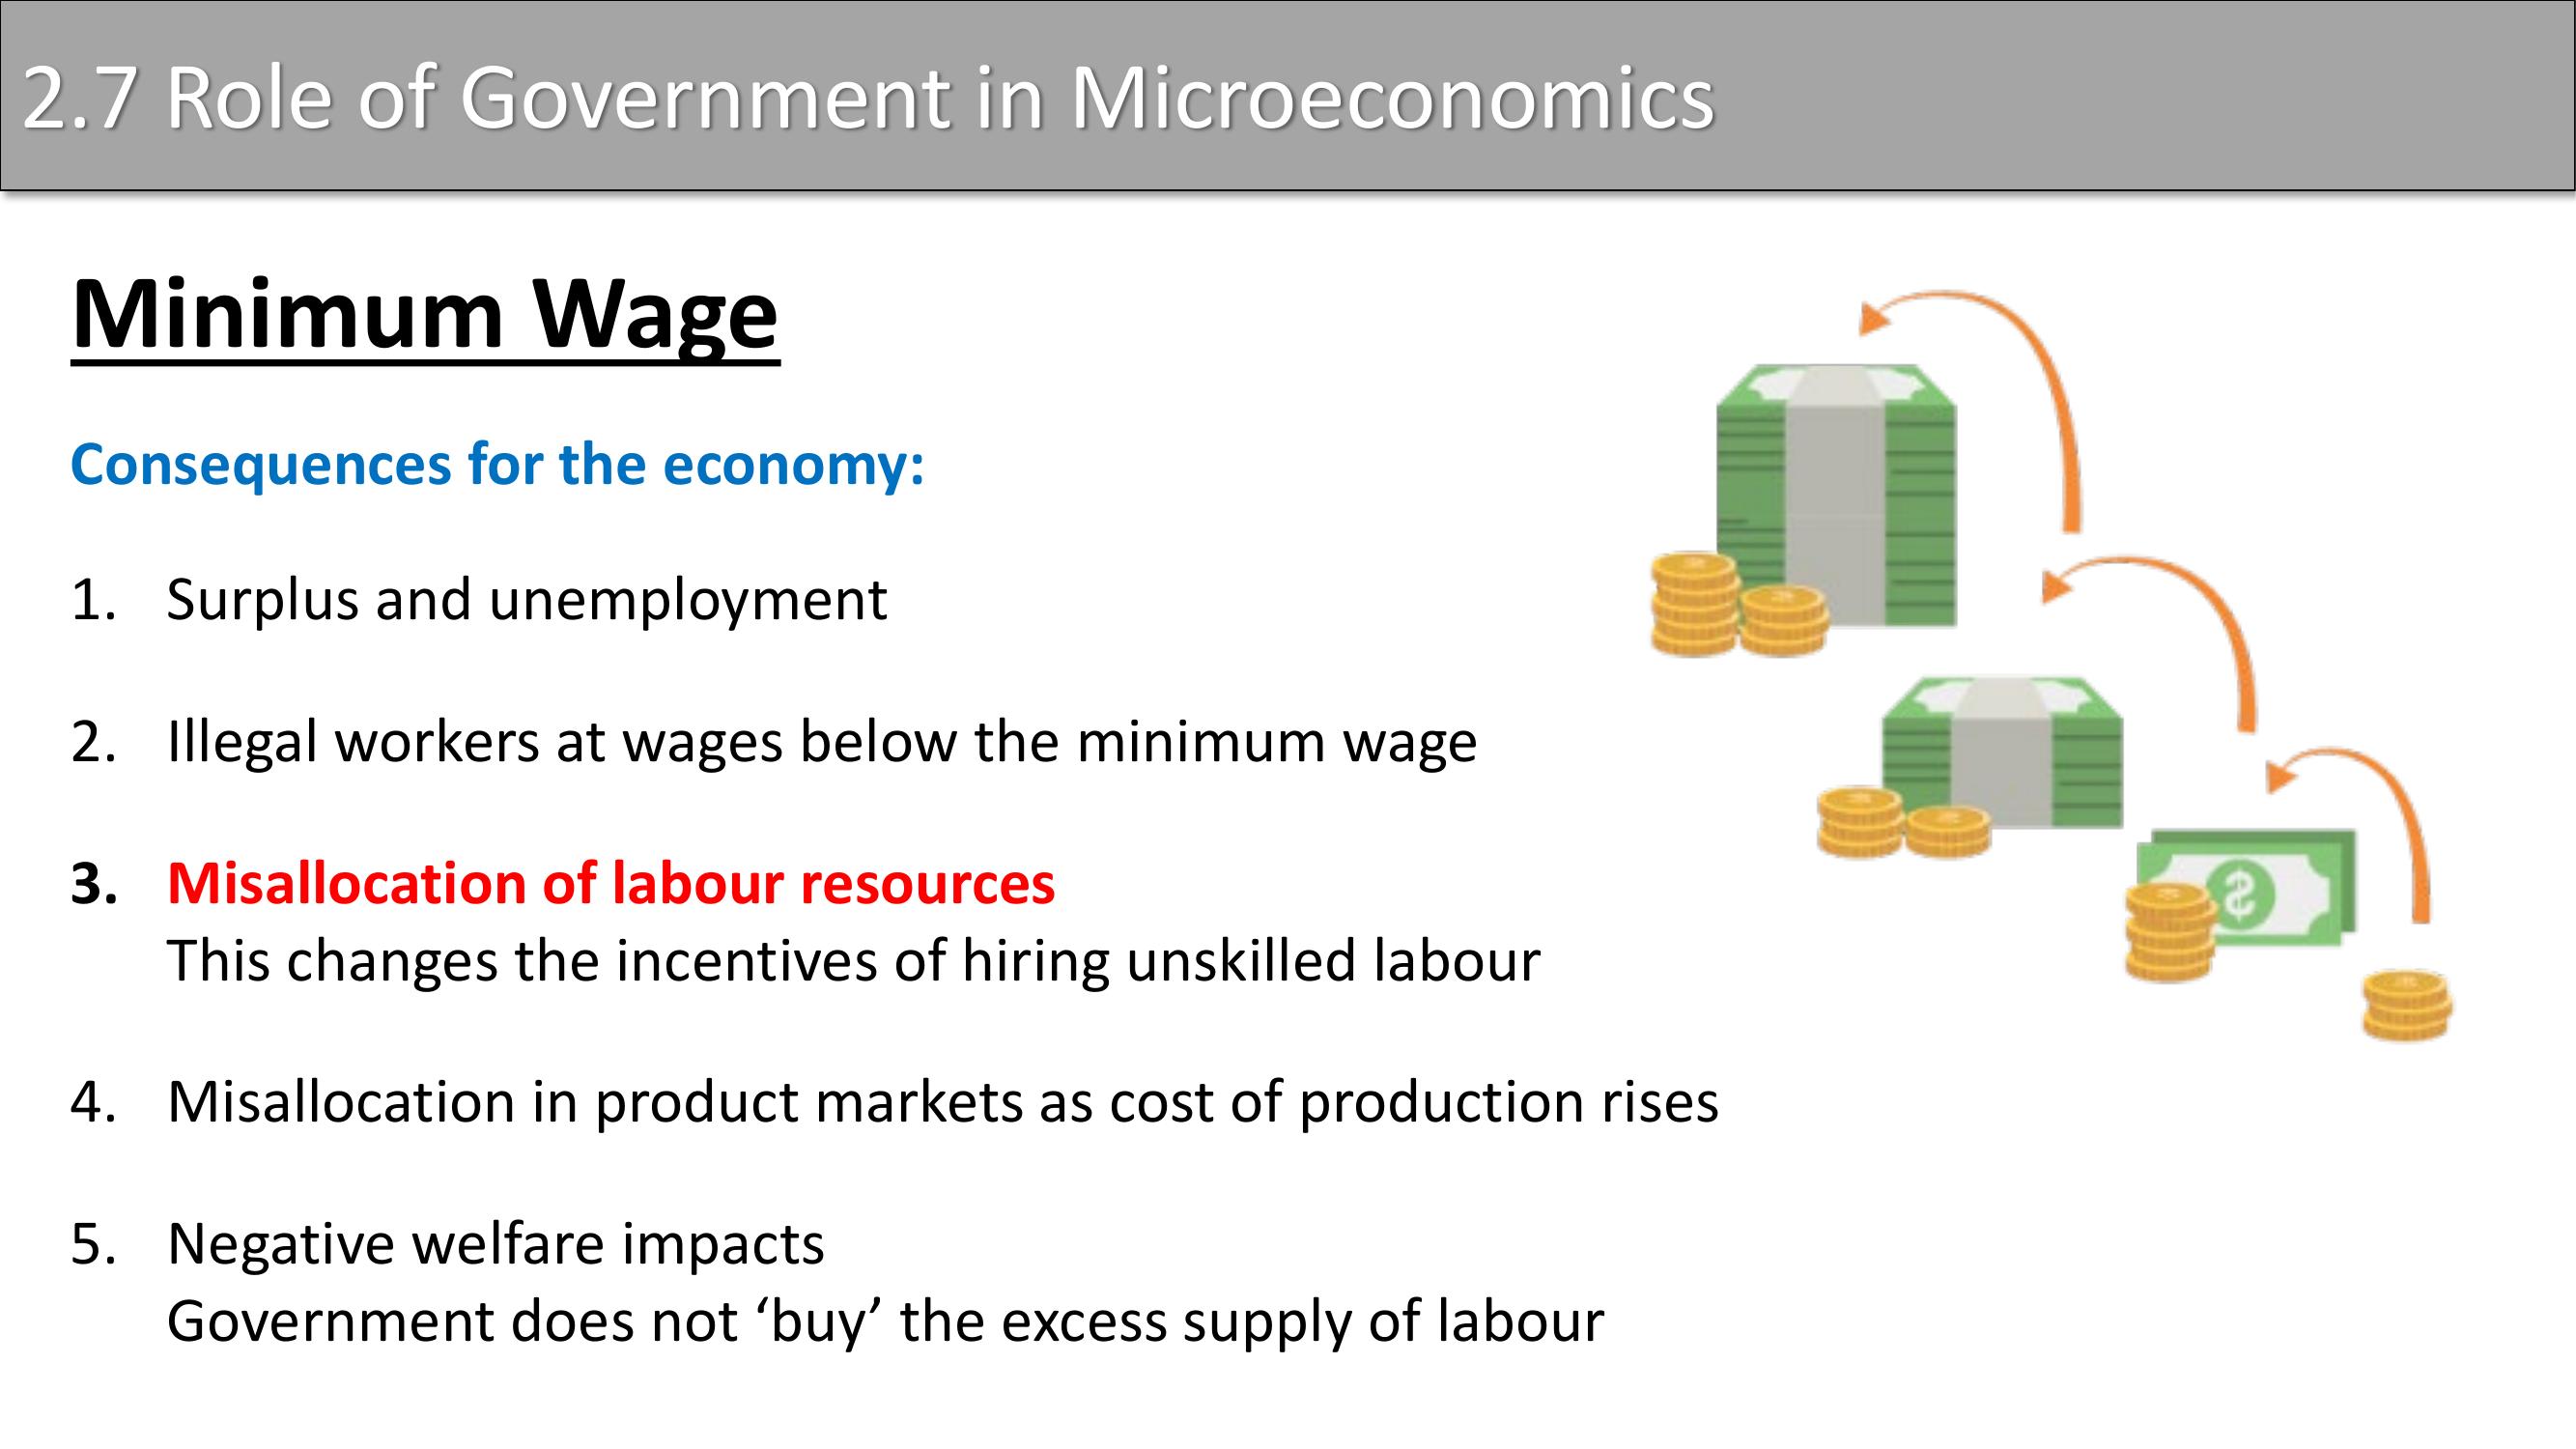 2.7 Role of Government in Microeconomics
Minimum Wage
Consequences for the economy:
1. Surplus and unemployment
2. Illegal workers at wages below the minimum wage
3. Misallocation of labour resources
This changes the incentives of hiring unskilled labour
4. Misallocation in product markets as cost of production rises
5. Negative welfare impacts
Government does not ‘buy’ the excess supply of labour
$